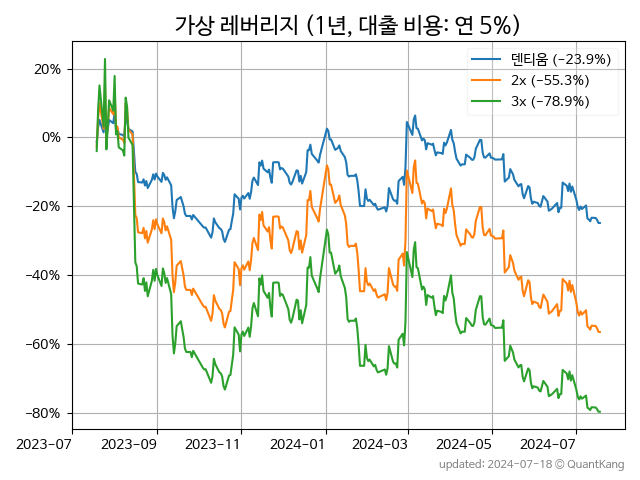 가상 레버리지 (1년, 대출 비용: 연 5%)
덴티움 (−23.9%)
2x (−55.3%)
3x (−78.9%)
20%
0%
−20%
−40%
−60%
−80%
2023-07 2023-09 2023-11 2024-01 2024-03 2024-05 2024-07
updated: 2024-07-18 © QuantKang